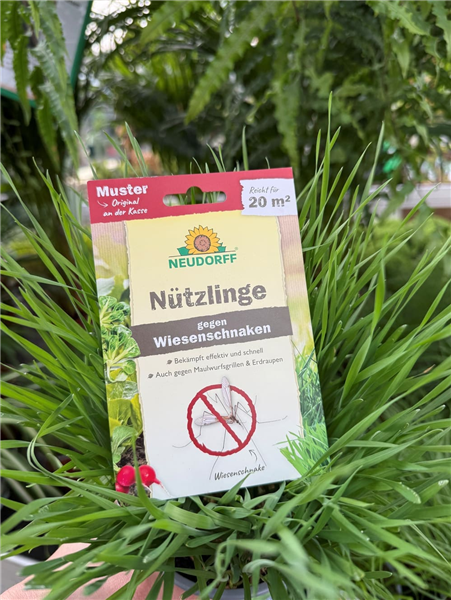 Muster
Original
an der Kasse
Reicht für
20 m²
NEUDORFF
Nützlinge
gegen
Wiesenschnaken
> Bekämpft effektiv und schnell
> Auch gegen Maulwurfsgrillen & Erdraupen
Wiesenschnake